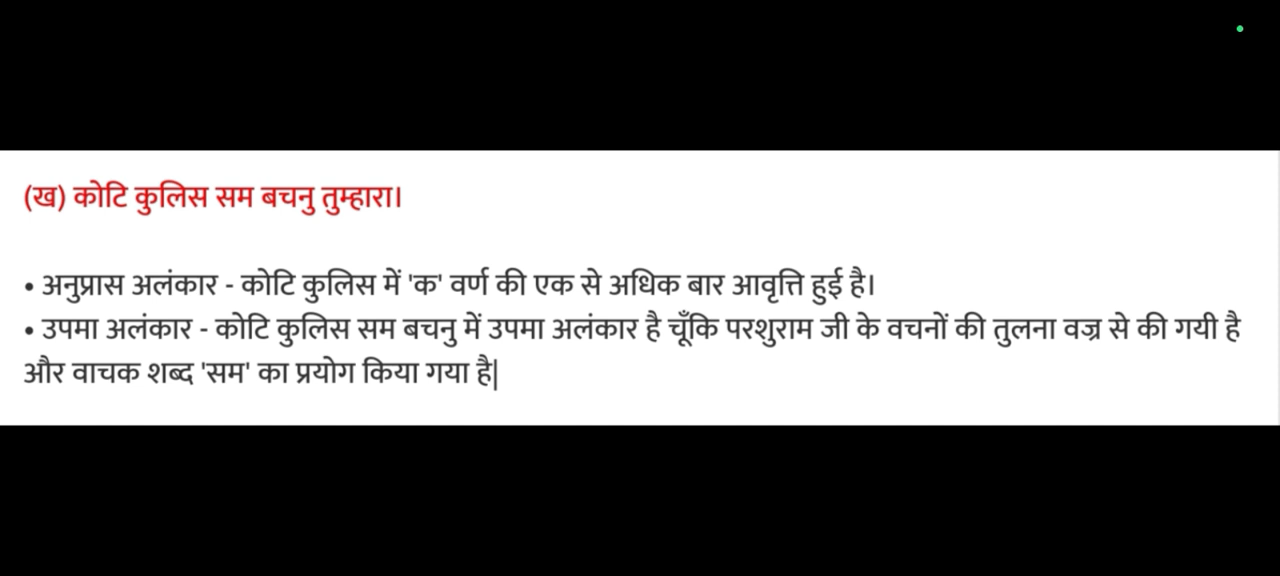 (ख) कोटि कुलिस सम बचनु तुम्हारा।
• अनुप्रास अलंकार - कोटि कुलिस में 'क' वर्ण की एक से अधिक बार आवृत्ति हुई है।
• उपमा अलंकार - कोटि कुलिस सम बचनु में उपमा अलंकार है चूँकि परशुराम जी के वचनों की तुलना वज्र से की गयी है
और वाचक शब्द 'सम' का प्रयोग किया गया है|